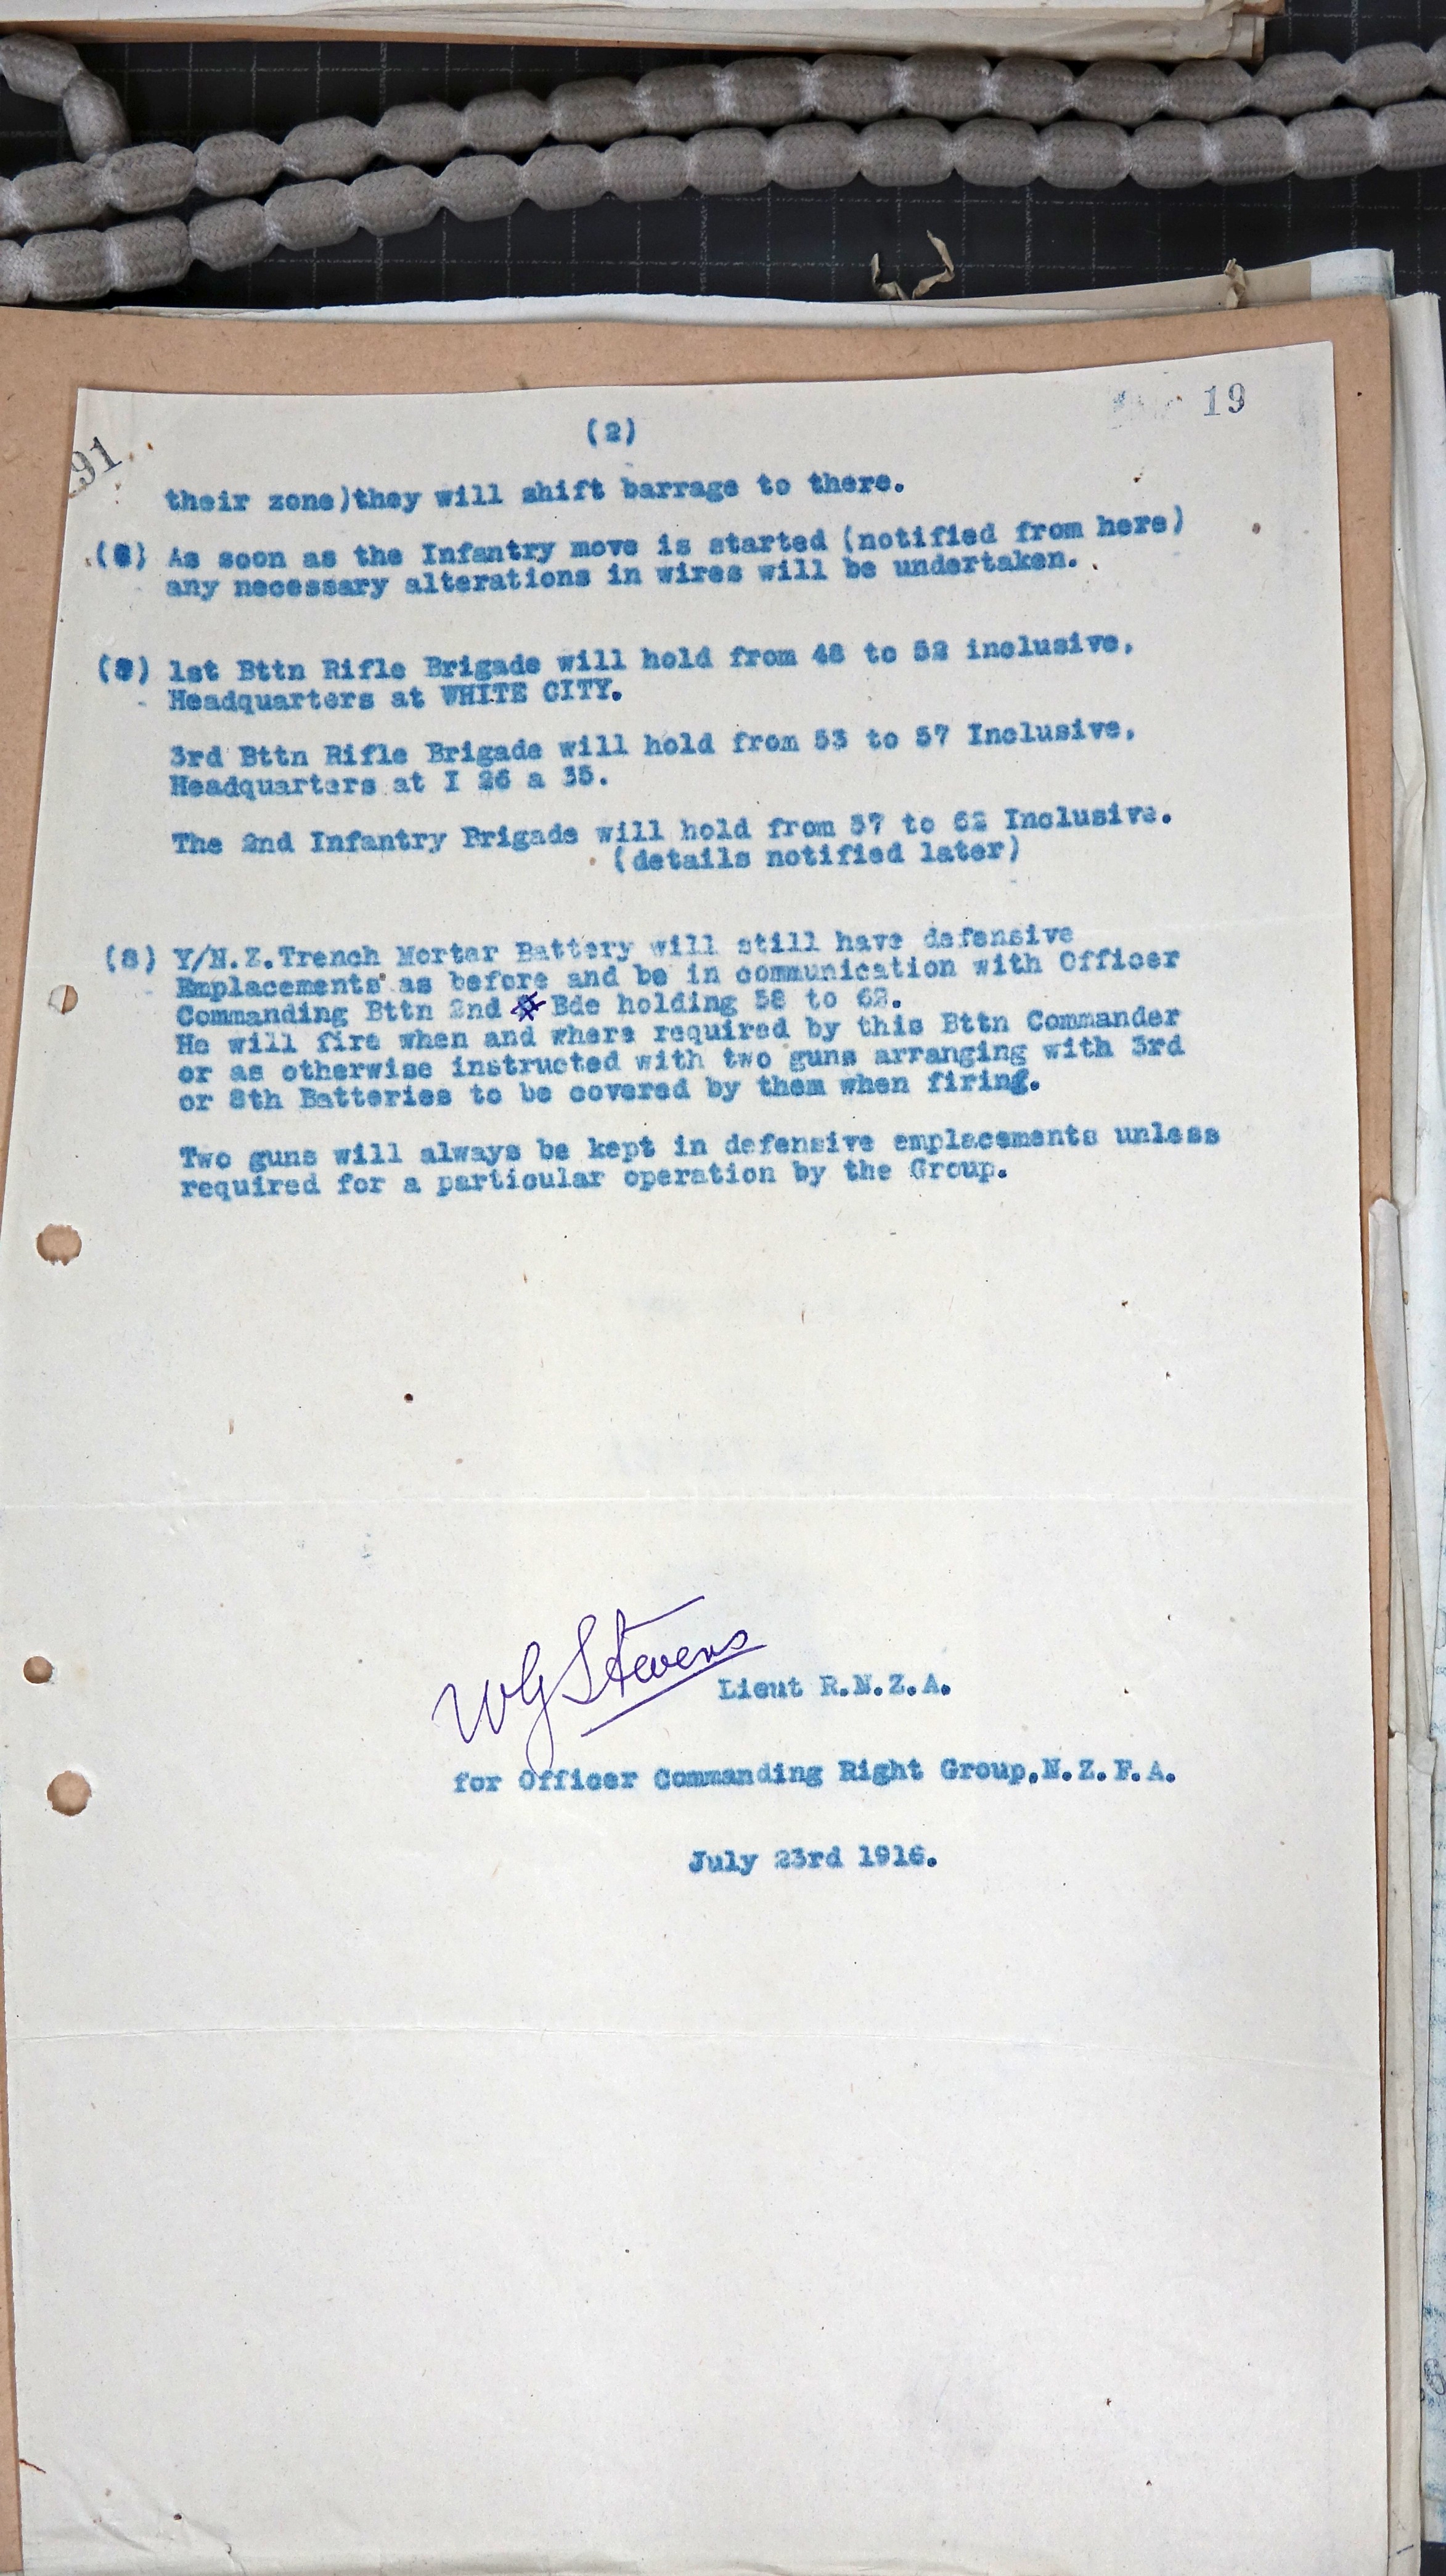 19
(2)
91
their zone)they will shift barrage to there.
(6) As soon as the Infantry move is started (notified from here)
any necessary alterations in wires will be undertaken.
1st Bttn Rifle Brigade will hold from 48 to 52 inclusive,
Headquarters at WHITE CITY.
3rd Bttn Rifle Brigade will hold from 53 to 57 Inclusive,
Headquarters at I 26 a 35.
The 2nd Infantry Brigade will hold from 57 to 62 Inclusive.
(details notified later)
(8) Y/N.Z.Trench Mortar Battery will still have defensive
Emplacements as before and be in communication with Officer
Commanding Bttn 2nd Bde holding 58 to 62.
He will fire when and where required by this Bttn Commander
or as otherwise instructed with two guns arranging with 3rd
or 8th Batteries to be covered by them when firing.
Two guns will always be kept in defensive emplacements unless
required for a particular operation by the Group.
WG Stevens
Lieut R.N.Z.A.
for Officer Commanding Right Group,N.Z.F.A.
July 23rd 1916.